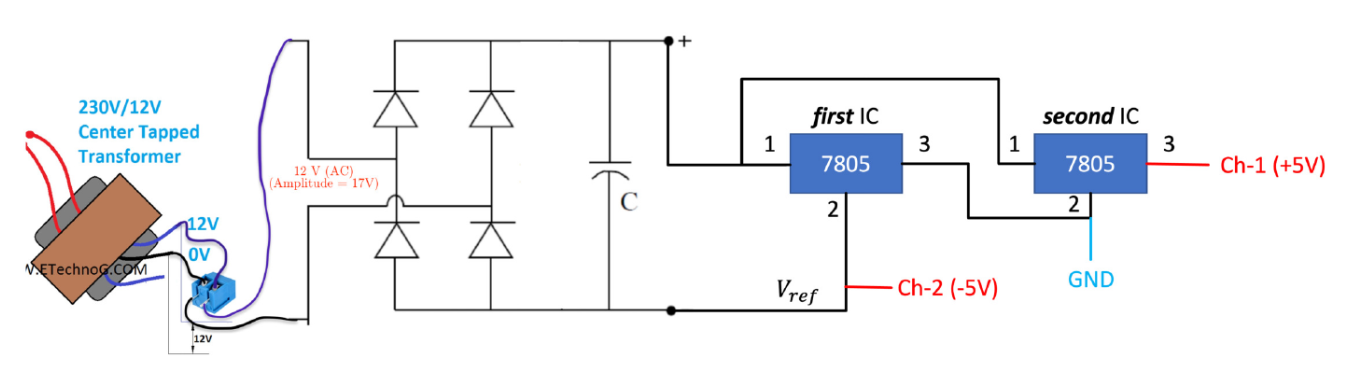 230V/12V
Center Tapped
Transformer
12V
0V
W.ETechnoG.COM
12V
12 V (AC)
(Amplitude = 17V)
C
+
first IC
1
7805
3
2
V_ref
Ch-2 (-5V)
second IC
1
7805
3
2
Ch-1 (+5V)
GND